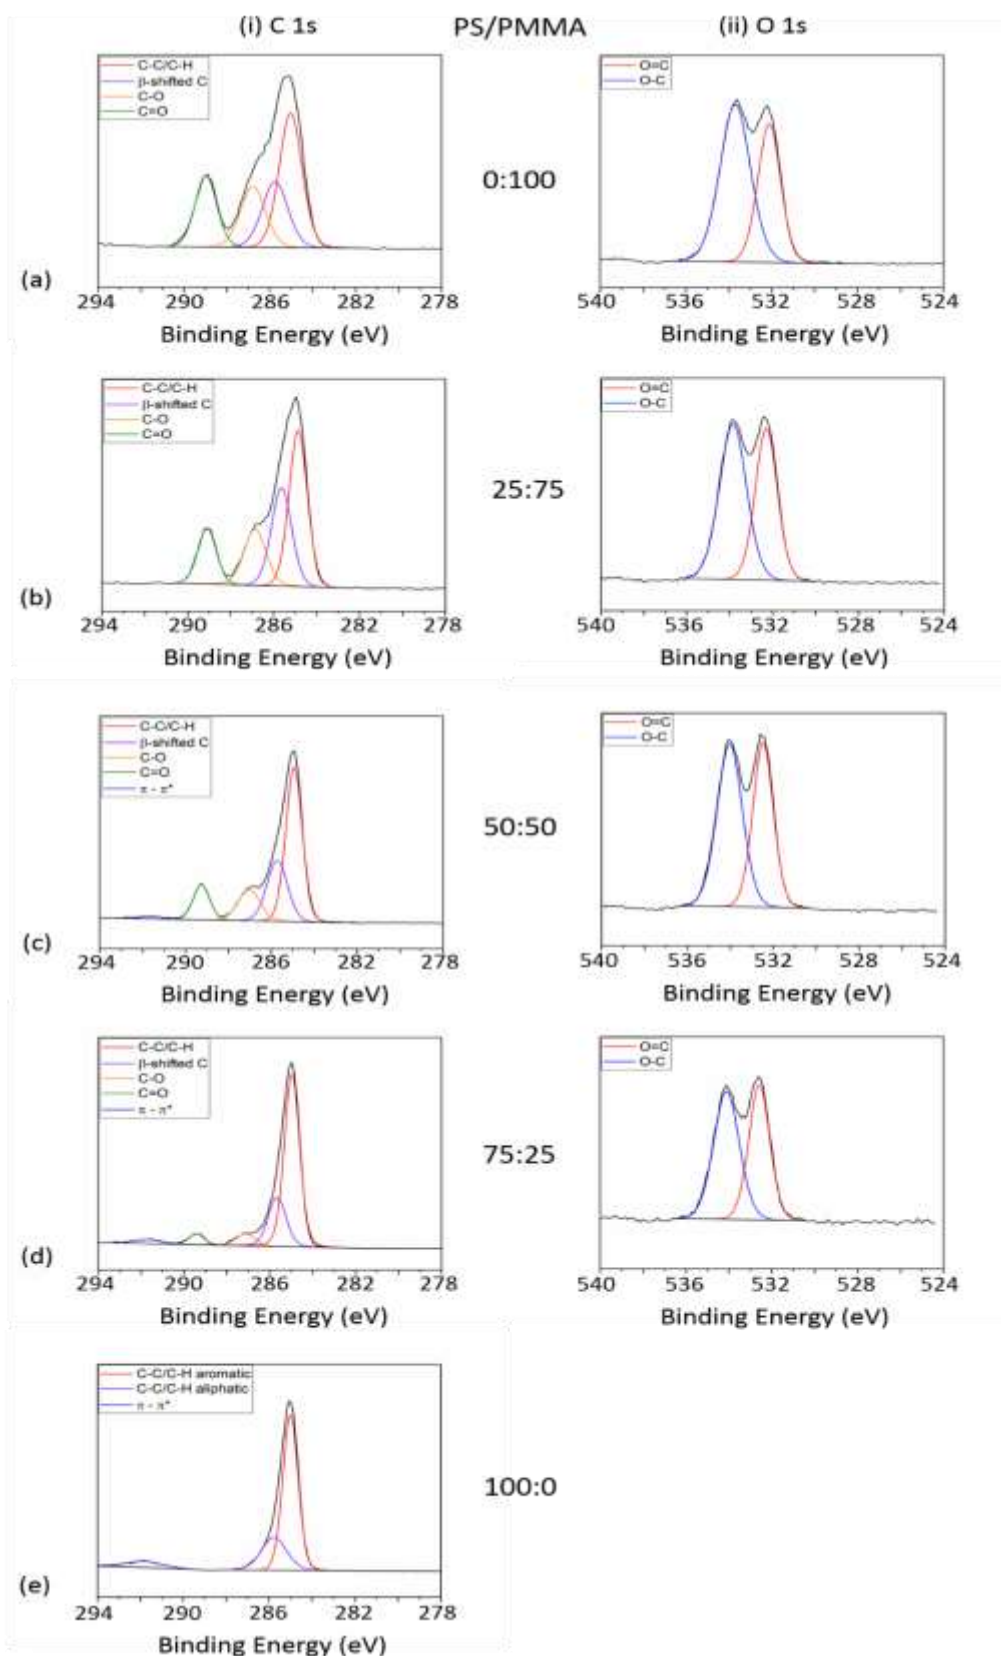 (i) C 1s
PS/PMMA
(ii) O 1s
C-C/C-H
β-shifted C
C-O
C=O
O=C
O-C
0:100
(a)
294 290 286 282 278
Binding Energy (eV)
540 536 532 528 524
Binding Energy (eV)
C-C/C-H
β-shifted C
C-O
C=O
O=C
O-C
25:75
(b)
294 290 286 282 278
Binding Energy (eV)
540 536 532 528 524
Binding Energy (eV)
C-C/C-H
β-shifted C
C-O
C=O
π - π*
O=C
O-C
50:50
(c)
294 290 286 282 278
Binding Energy (eV)
540 536 532 528 524
Binding Energy (eV)
C-C/C-H
β-shifted C
C-O
C=O
π - π*
O=C
O-C
75:25
(d)
294 290 286 282 278
Binding Energy (eV)
540 536 532 528 524
Binding Energy (eV)
C-C/C-H aromatic
C-C/C-H aliphatic
π - π*
100:0
(e)
294 290 286 282 278
Binding Energy (eV)